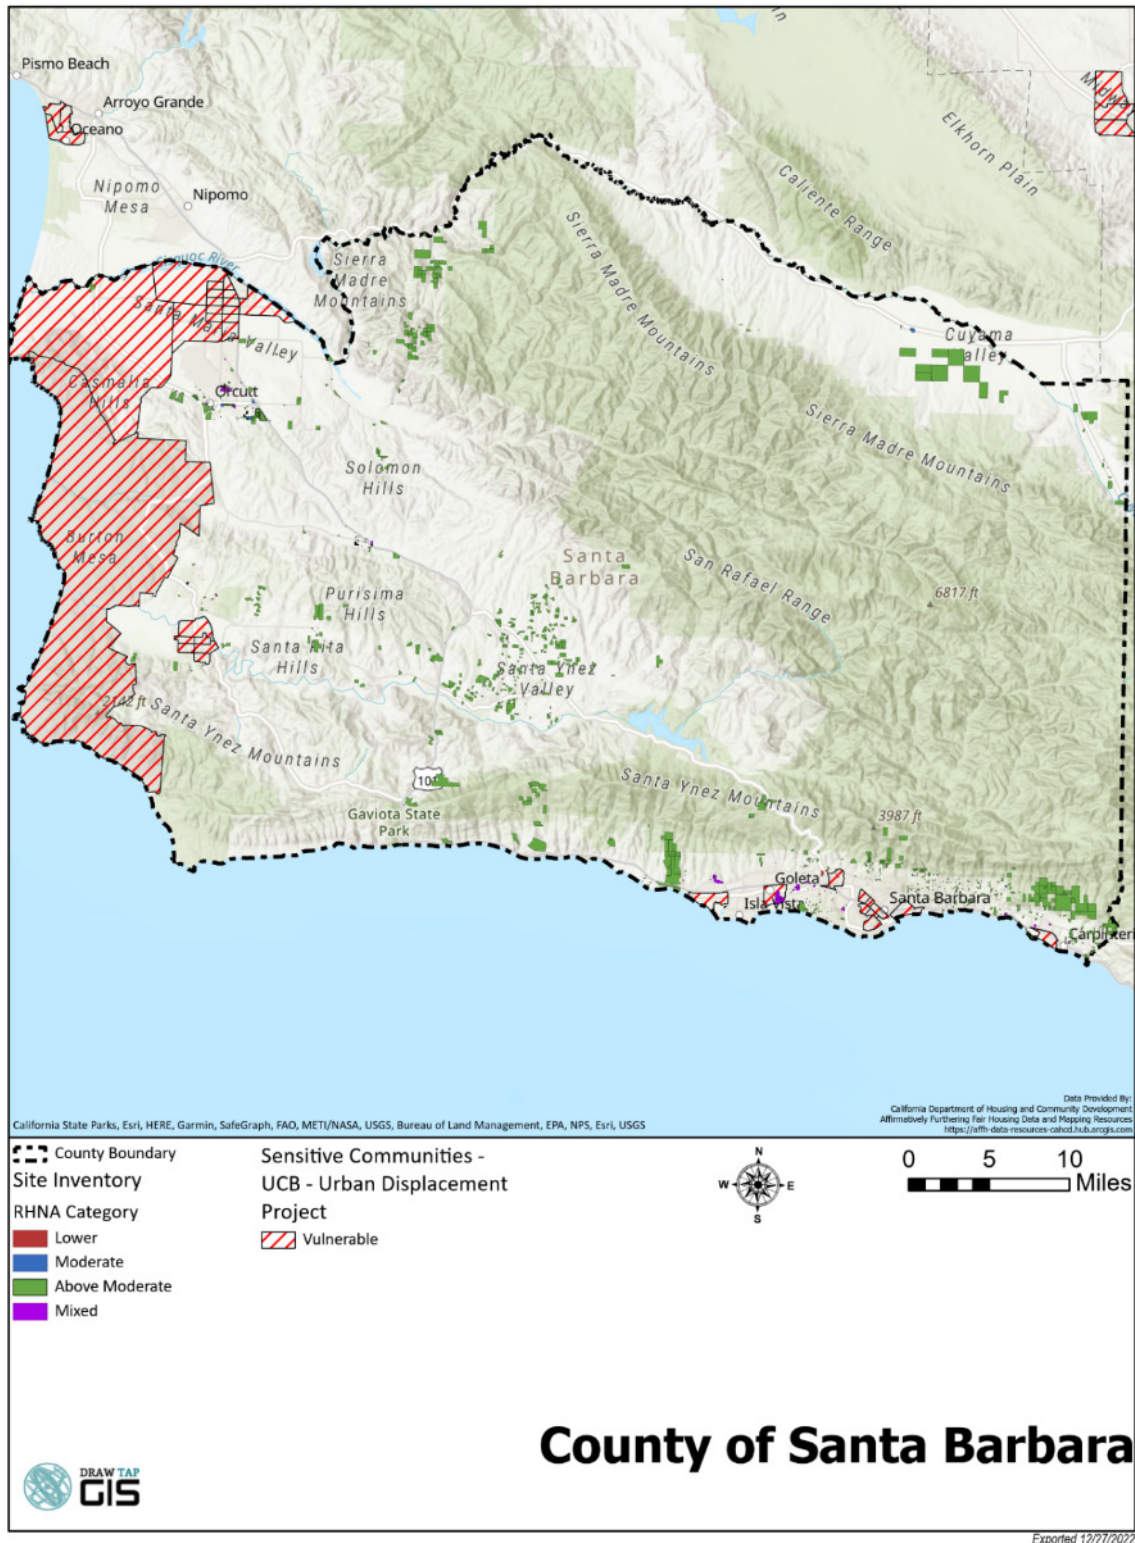 Pismo Beach
Arroyo Grande
Oceano
Nipomo
Mesa
Nipomo
Elkhorn Plain
Caliente Range
Sierra
Madre
Mountains
Sierra Madre Mountains
Santa Maria Valley
Cuyama
Valley
Casmalia
Hills
Orcutt
Sierra Madre Mountains
Solomon
Hills
Burton
Mesa
Santa
Barbara
San Rafael Range
6817 ft
Purisima
Hills
Santa Rita
Hills
Santa Ynez
Valley
2142 ft
Santa Ynez Mountains
101
Santa Ynez Mountains
Gaviota State
Park
3987 ft
Goleta
Isla Vista
Santa Barbara
Carpinteri
Data Provided By:
California Department of Housing and Community Development
Affirmatively Furthering Fair Housing Data and Mapping Resources
https://affh-data-resources-cahcd.hub.arcgis.com
California State Parks, Esri, HERE, Garmin, SafeGraph, FAO, METI/NASA, USGS, Bureau of Land Management, EPA, NPS, Esri, USGS
County Boundary
Site Inventory
RHNA Category
Lower
Moderate
Above Moderate
Mixed
Sensitive Communities -
UCB - Urban Displacement
Project
Vulnerable
N
W E
S
0 5 10
Miles
County of Santa Barbara
DRAW TAP
GIS
Exported 12/27/2022